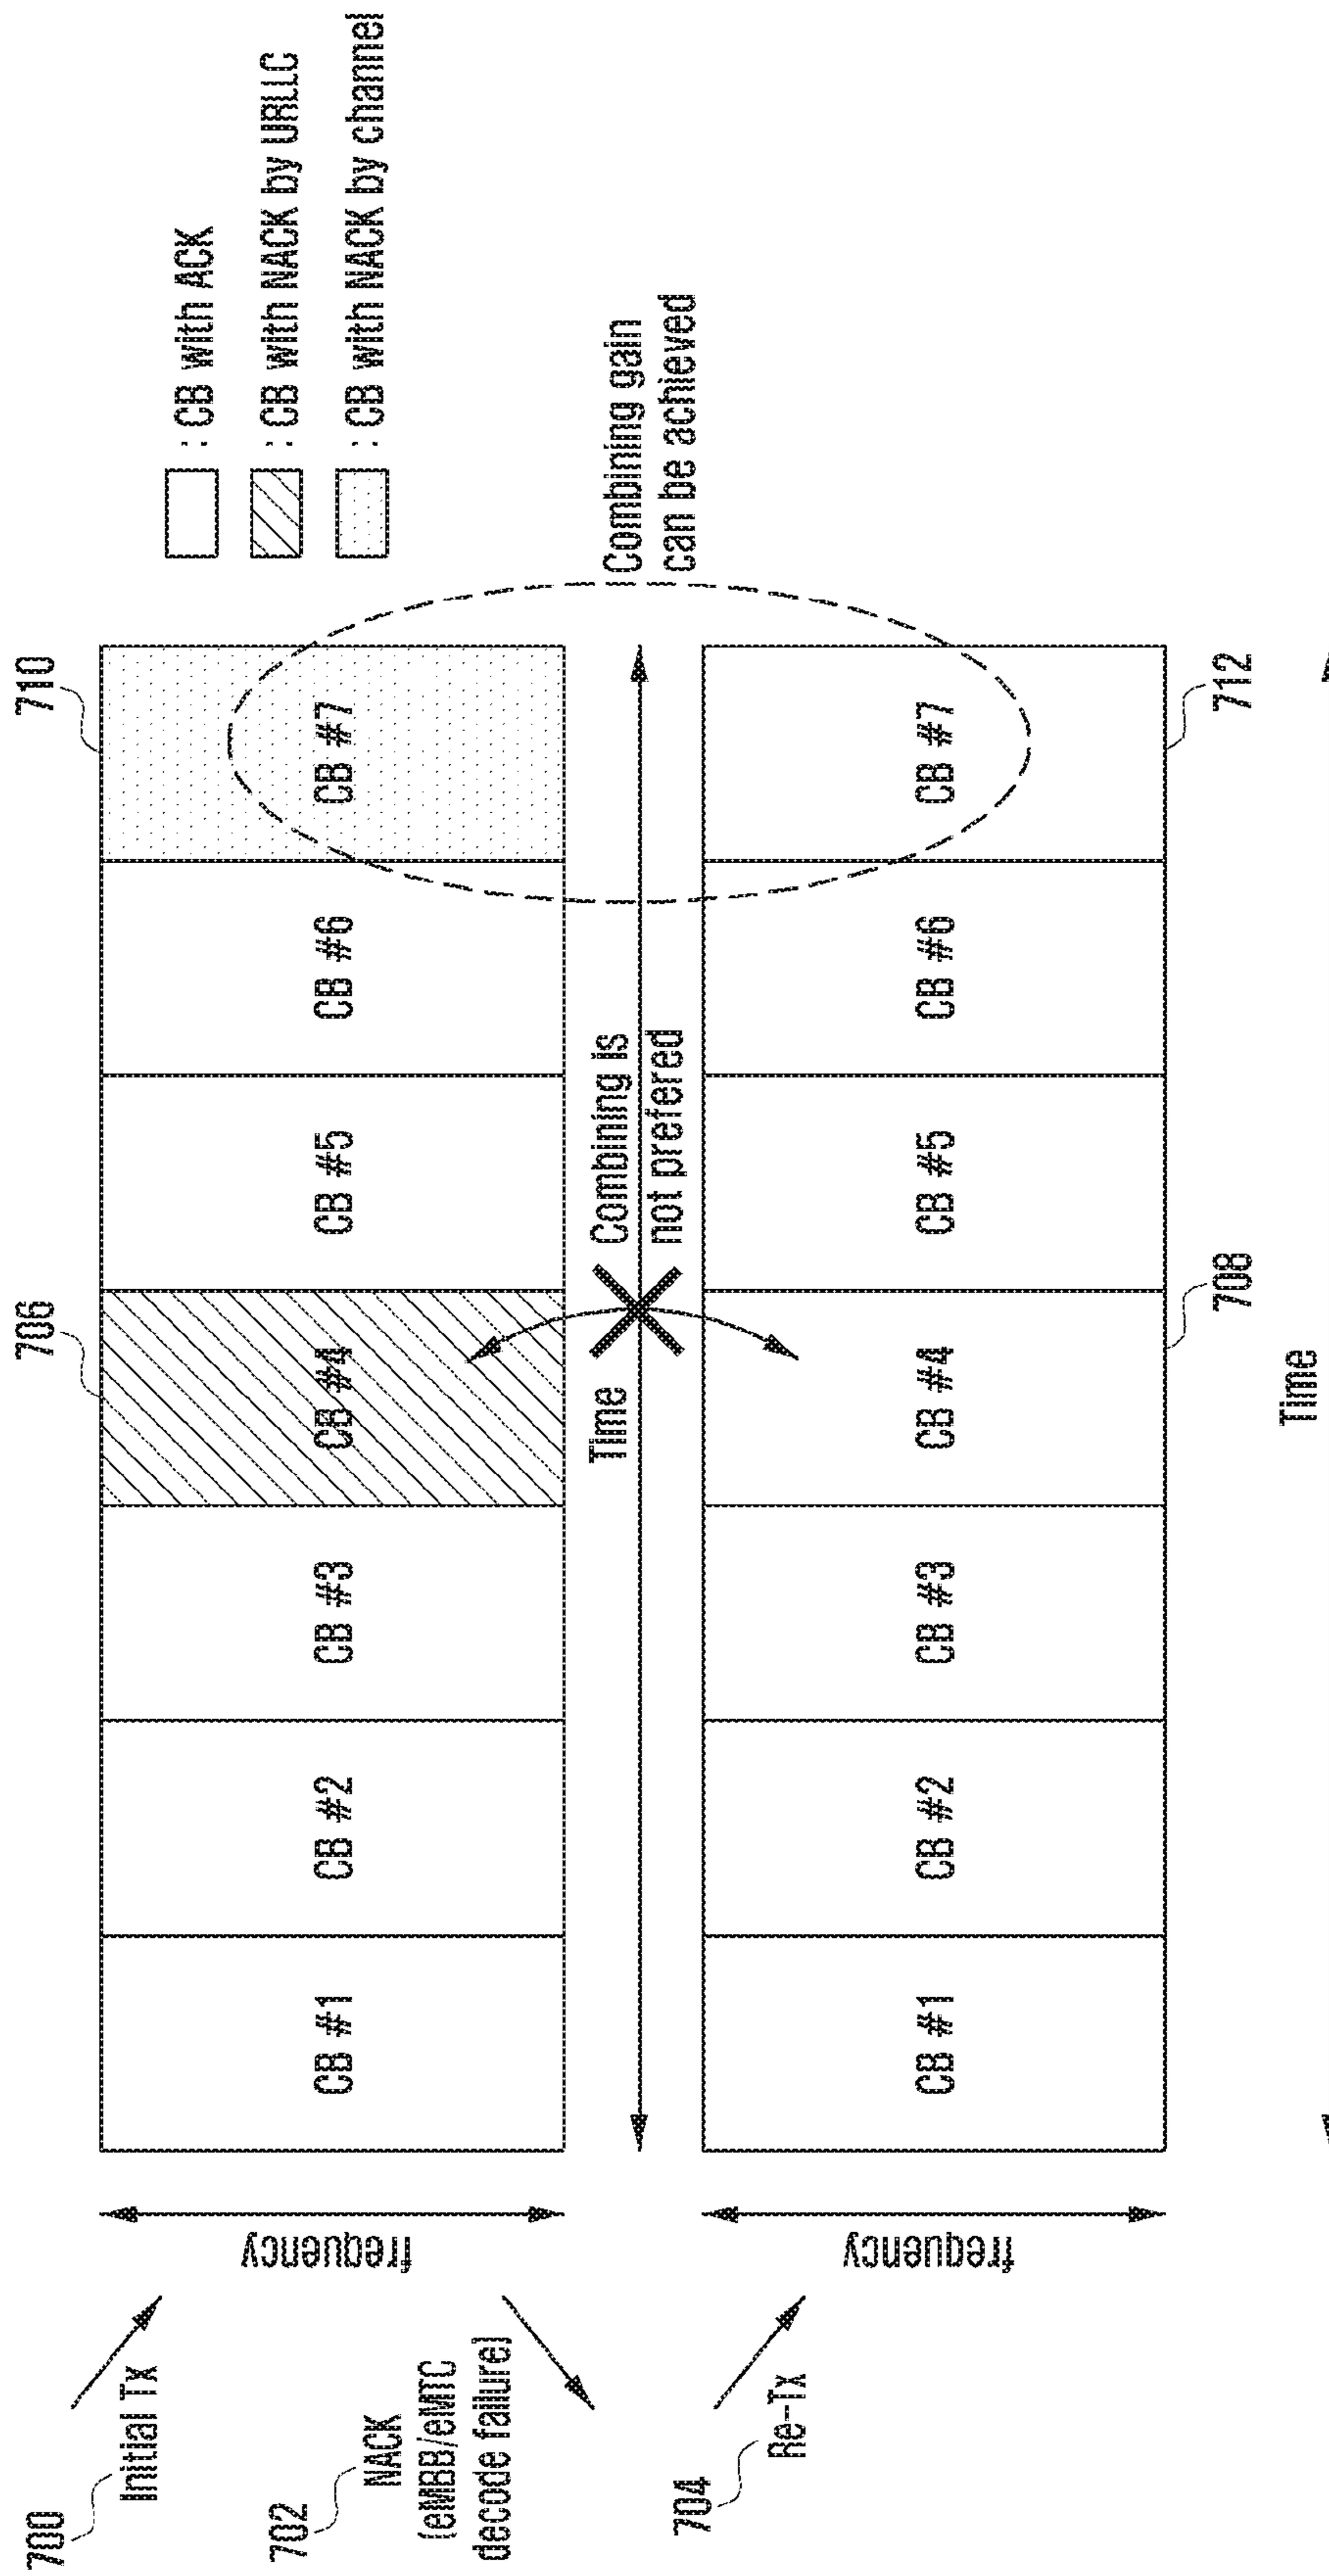 700
Initial Tx
702
NACK
(eMBB/eMTC
decode failure)
704
Re-Tx
frequency
706
710
CB #1
CB #2
CB #3
CB #4
CB #5
CB #6
CB #7
Time
Combining is
not prefered
Combining gain
can be achieved
: CB with ACK
: CB with NACK by URLLC
: CB with NACK by channel
frequency
CB #1
CB #2
CB #3
CB #4
CB #5
CB #6
CB #7
708
712
Time